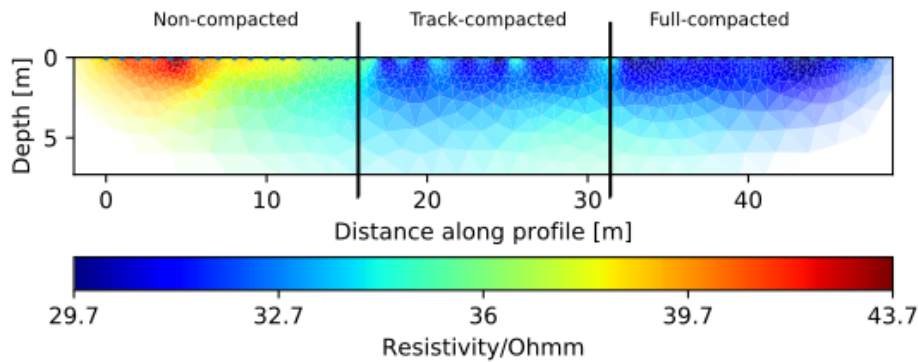 Non-compacted Track-compacted Full-compacted
Depth [m]
0
5
0 10 20 30 40
Distance along profile [m]
29.7 32.7 36 39.7 43.7
Resistivity/Ohmm